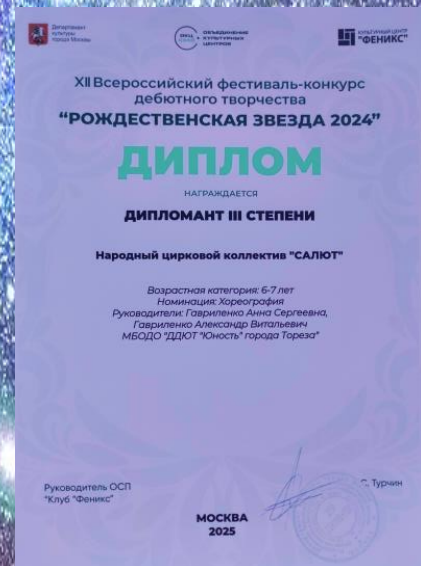 Департамент
культуры
города Москвы
ОБЪЕДИНЕНИЕ
КУЛЬТУРНЫХ
ЦЕНТРОВ
КУЛЬТУРНЫЙ ЦЕНТР
"ФЕНИКС"
XII Всероссийский фестиваль-конкурс
дебютного творчества
"РОЖДЕСТВЕНСКАЯ ЗВЕЗДА 2024"
ДИПЛОМ
НАГРАЖДАЕТСЯ
ДИПЛОМАНТ III СТЕПЕНИ
Народный цирковой коллектив "САЛЮТ"
Возрастная категория: 6-7 лет
Номинация: Хореография
Руководители: Гавриленко Анна Сергеевна,
Гавриленко Александр Витальевич
МБОДО "ДДЮТ "Юность" города Тореза"
Руководитель ОСП
"Клуб "Феникс"
С. Турчин
МОСКВА
2025